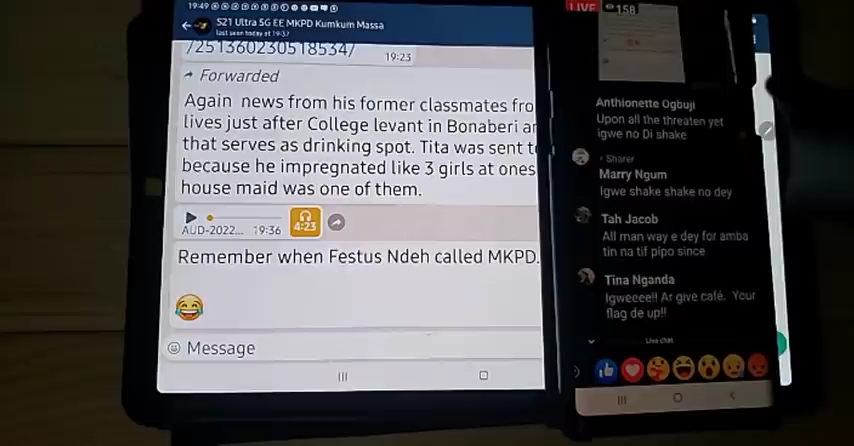 19:49
S21 Ultra 5G EE MKPD Kumkum Massa
last seen today at 19:37
/251360230518534/
19:23
Forwarded
Again news from his former classmates fro
lives just after College levant in Bonaberi ar
that serves as drinking spot. Tita was sent t
because he impregnated like 3 girls at ones
house maid was one of them.
4:23
AUD-2022... 19:36
Remember when Festus Ndeh called MKPD.
Message
LIVE 158
Anthionette Ogbuji
Upon all the threaten yet
igwe no Di shake
Sharer
Marry Ngum
Igwe shake shake no dey
Tah Jacob
All man way e dey for amba
tin na tif pipo since
Tina Nganda
Igweeee!! Ar give café. Your
flag de up!!
Live chat